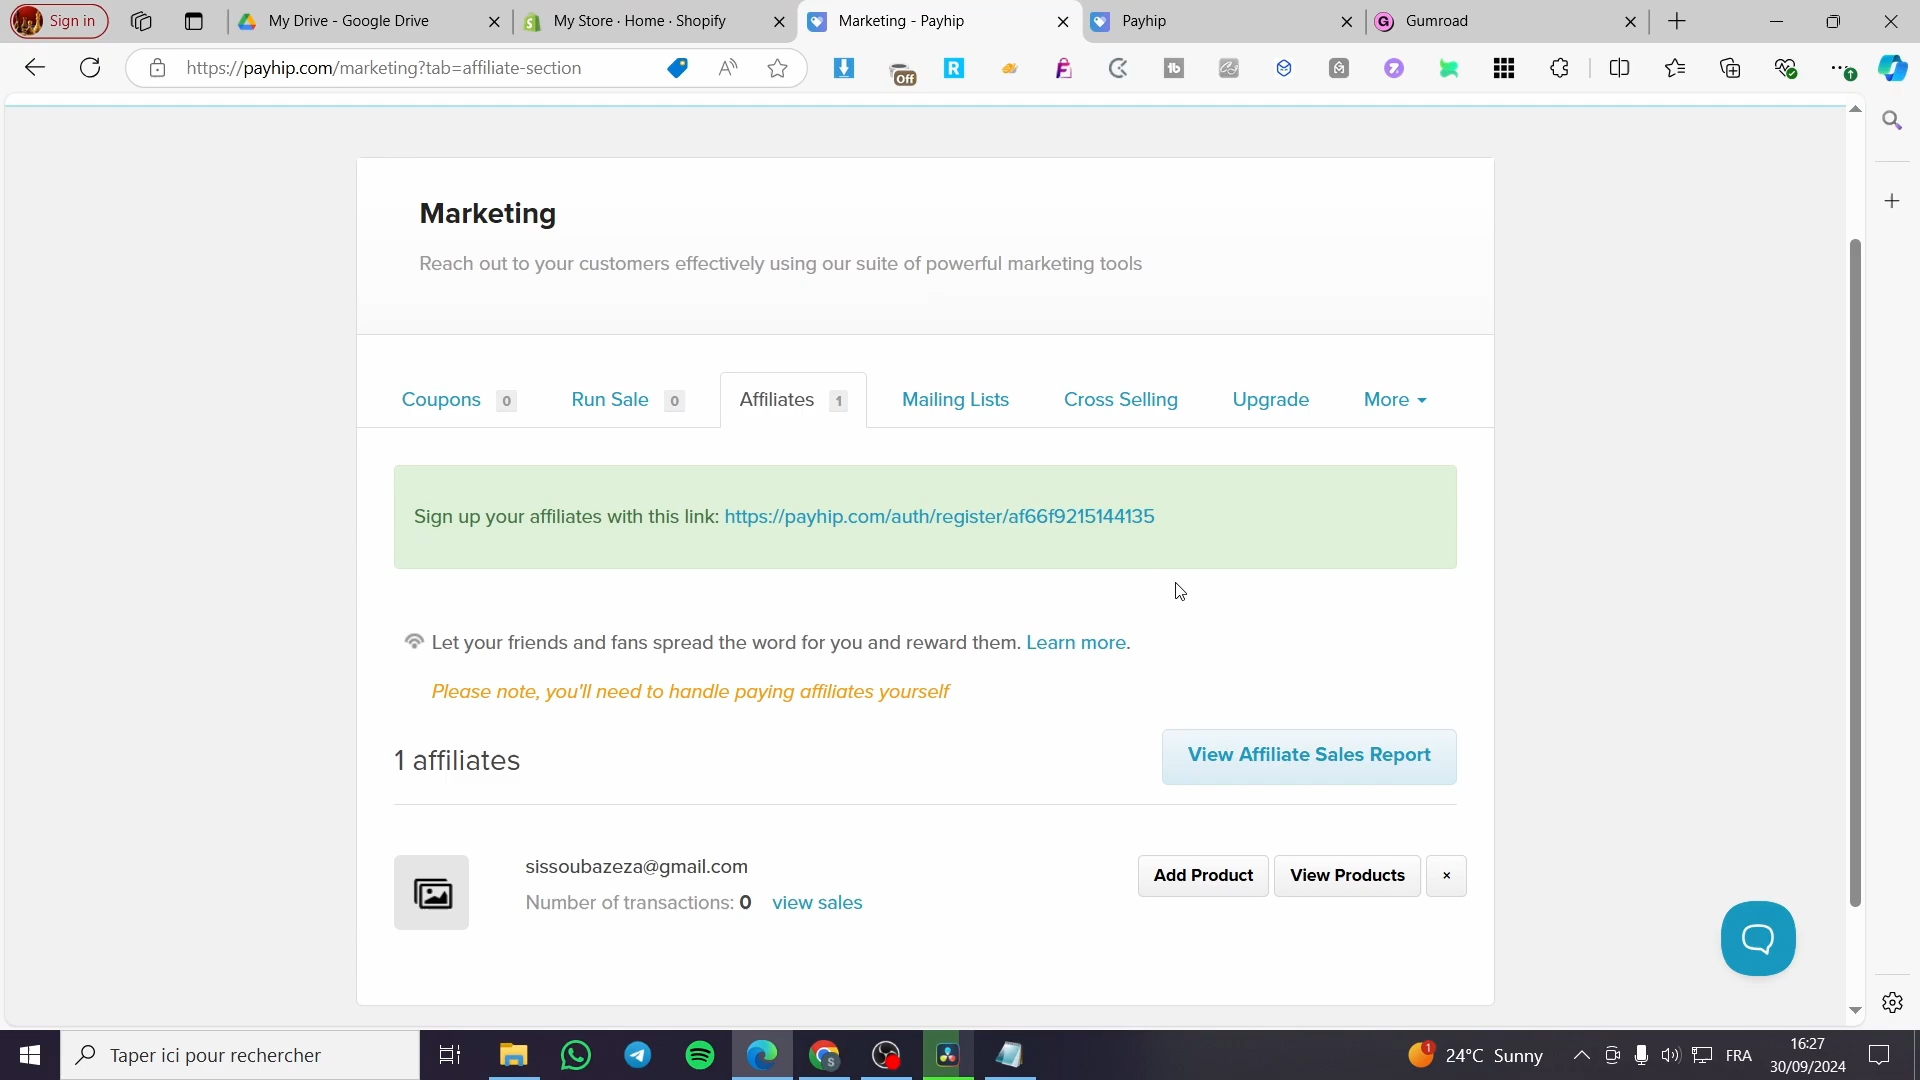 Sign in
My Drive - Google Drive
My Store · Home · Shopify
Marketing - Payhip
Payhip
G Gumroad
https://payhip.com/marketing?tab=affiliate-section
Off
Marketing
Reach out to your customers effectively using our suite of powerful marketing tools
Coupons 0
Run Sale 0
Affiliates 1
Mailing Lists
Cross Selling
Upgrade
More
Sign up your affiliates with this link: https://payhip.com/auth/register/af66f9215144135
Let your friends and fans spread the word for you and reward them. Learn more.
Please note, you'll need to handle paying affiliates yourself
1 affiliates
View Affiliate Sales Report
sissoubazeza@gmail.com
Number of transactions: 0 view sales
Add Product
View Products
×
Taper ici pour rechercher
1
24°C Sunny
FRA
16:27
30/09/2024